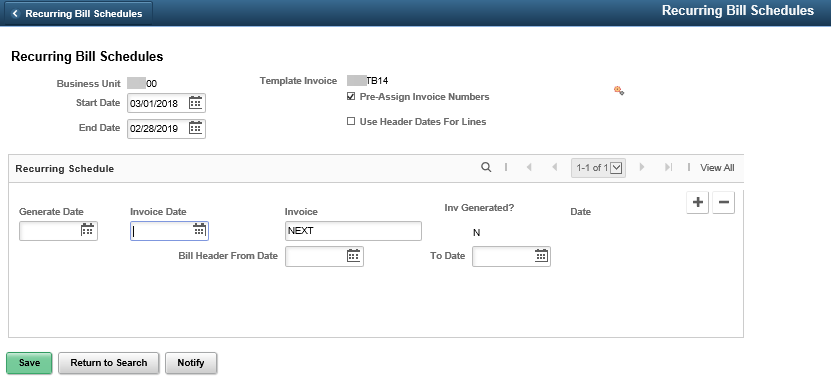 Recurring Bill Schedules
Recurring Bill Schedules
Recurring Bill Schedules
Business Unit 00 Template Invoice TB14
Start Date 03/01/2018 Pre-Assign Invoice Numbers
End Date 02/28/2019 Use Header Dates For Lines
Recurring Schedule 1-1 of 1 View All
Generate Date Invoice Date Invoice Inv Generated? Date
NEXT N
Bill Header From Date To Date
Save Return to Search Notify